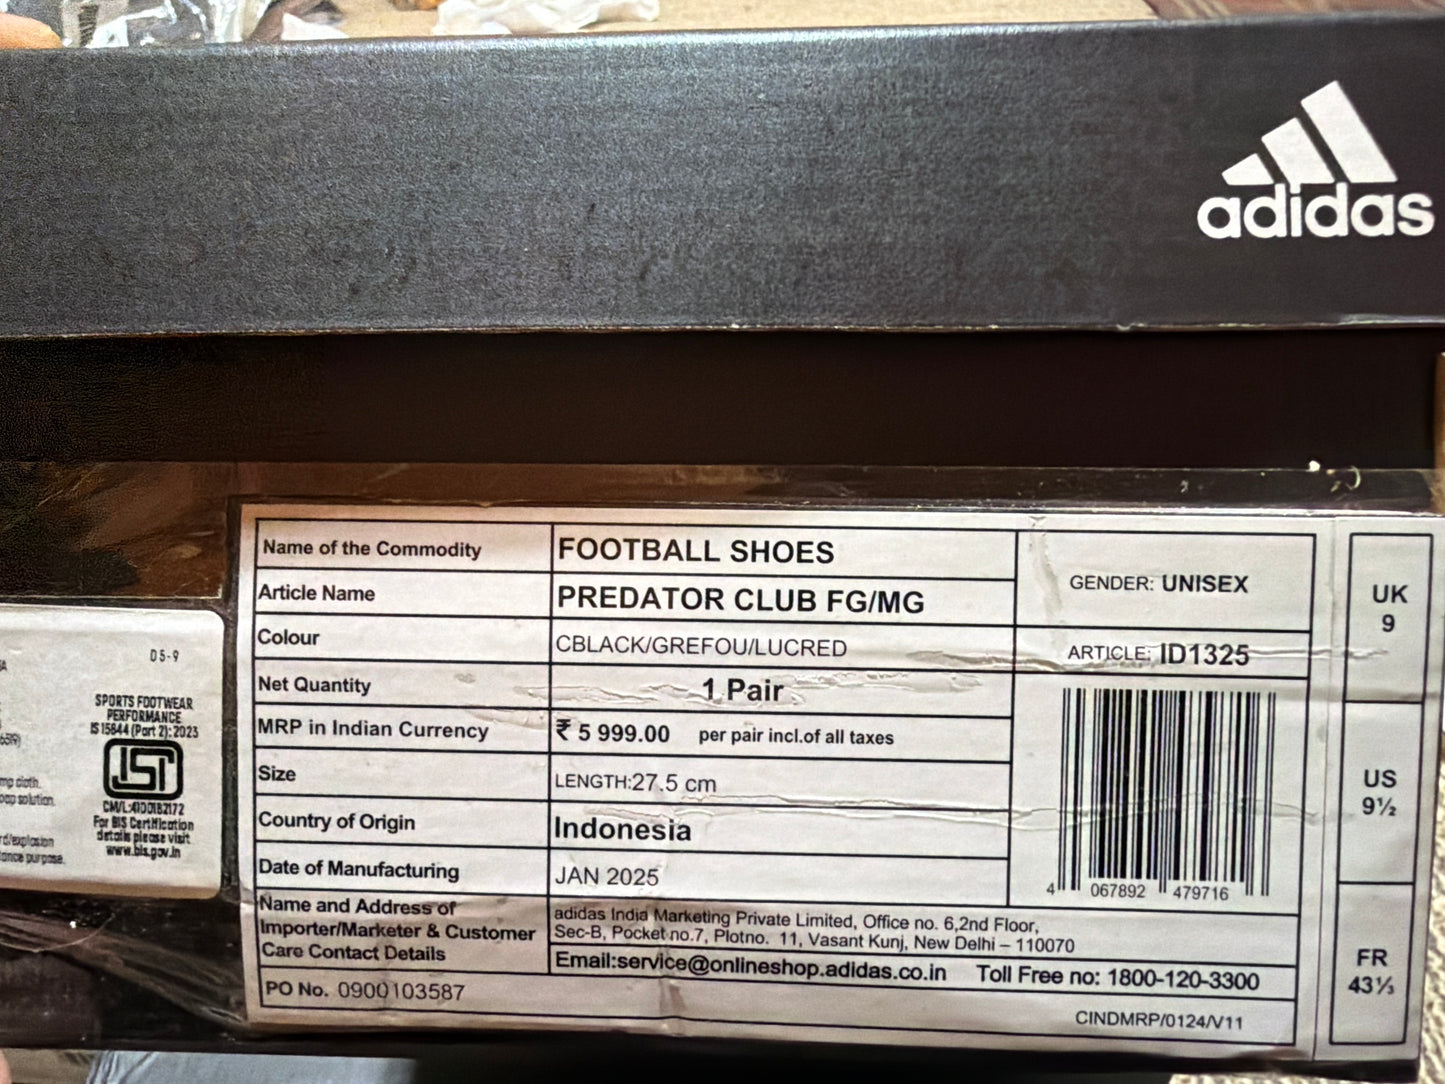 adidas
Name of the Commodity FOOTBALL SHOES
Article Name PREDATOR CLUB FG/MG
GENDER: UNISEX
Colour CBLACK/GREFOU/LUCRED
ARTICLE: ID1325
Net Quantity 1 Pair
MRP in Indian Currency ₹ 5 999.00 per pair incl.of all taxes
Size LENGTH:27.5 cm
Country of Origin Indonesia
Date of Manufacturing JAN 2025
4 067892 479716
Name and Address of
Importer/Marketer & Customer
Care Contact Details
adidas India Marketing Private Limited, Office no. 6,2nd Floor,
Sec-B, Pocket no.7, Plotno. 11, Vasant Kunj, New Delhi – 110070
Email:service@onlineshop.adidas.co.in Toll Free no: 1800-120-3300
PO No. 0900103587
CINDMRP/0124/V11
UK
9
US
9½
FR
43⅓
05-9
SPORTS FOOTWEAR
PERFORMANCE
IS 15844 (Part 2):2023
ISI
For BIS Certification
details please visit
www.bis.gov.in
cloth.
solution.
purpose.